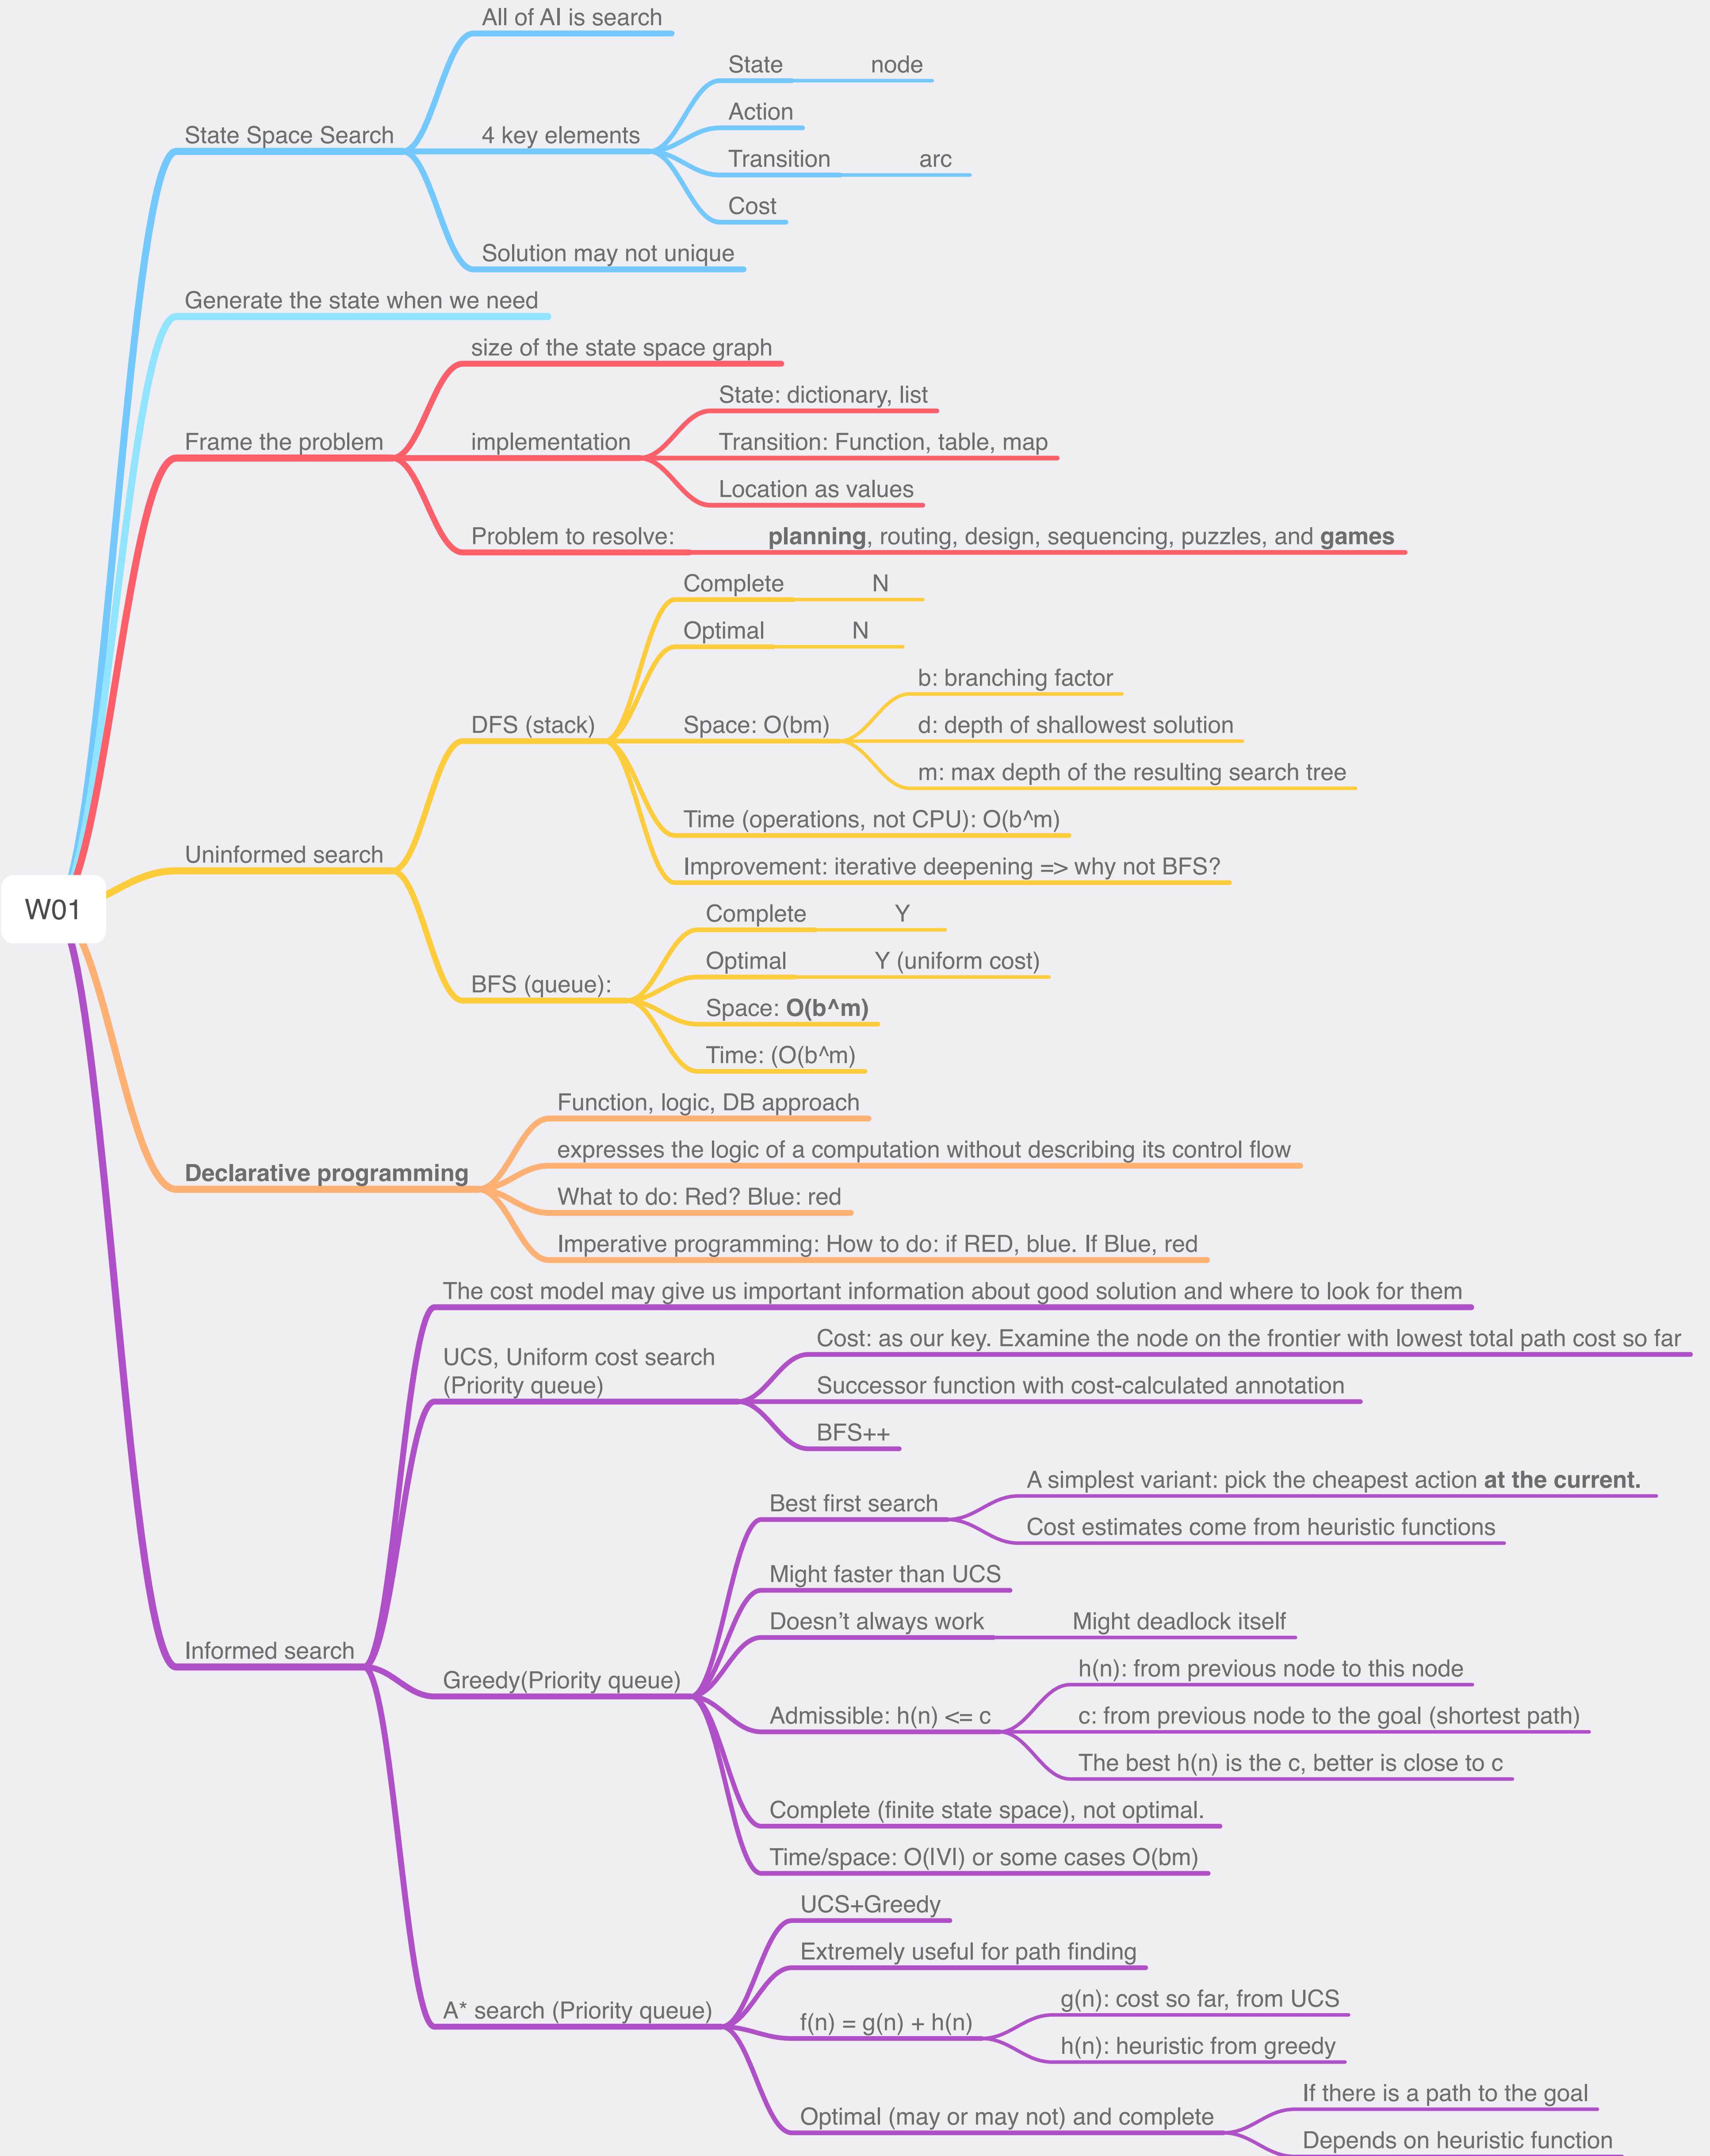 W01
State Space Search
All of AI is search
4 key elements
State
node
Action
Transition
arc
Cost
Solution may not unique
Generate the state when we need
Frame the problem
size of the state space graph
implementation
State: dictionary, list
Transition: Function, table, map
Location as values
Problem to resolve:
planning, routing, design, sequencing, puzzles, and games
Uninformed search
DFS (stack)
Complete
N
Optimal
N
Space: O(bm)
b: branching factor
d: depth of shallowest solution
m: max depth of the resulting search tree
Time (operations, not CPU): O(b^m)
Improvement: iterative deepening => why not BFS?
BFS (queue):
Complete
Y
Optimal
Y (uniform cost)
Space: O(b^m)
Time: (O(b^m)
Declarative programming
Function, logic, DB approach
expresses the logic of a computation without describing its control flow
What to do: Red? Blue: red
Imperative programming: How to do: if RED, blue. If Blue, red
Informed search
The cost model may give us important information about good solution and where to look for them
UCS, Uniform cost search
(Priority queue)
Cost: as our key. Examine the node on the frontier with lowest total path cost so far
Successor function with cost-calculated annotation
BFS++
Greedy(Priority queue)
Best first search
A simplest variant: pick the cheapest action at the current.
Cost estimates come from heuristic functions
Might faster than UCS
Doesn’t always work
Might deadlock itself
Admissible: h(n) <= c
h(n): from previous node to this node
c: from previous node to the goal (shortest path)
The best h(n) is the c, better is close to c
Complete (finite state space), not optimal.
Time/space: O(|V|) or some cases O(bm)
A* search (Priority queue)
UCS+Greedy
Extremely useful for path finding
f(n) = g(n) + h(n)
g(n): cost so far, from UCS
h(n): heuristic from greedy
Optimal (may or may not) and complete
If there is a path to the goal
Depends on heuristic function